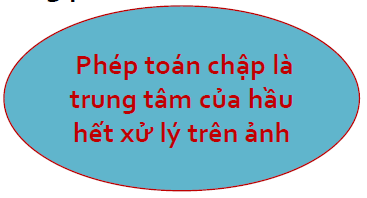 Phép toán chập là
trung tâm của hầu
hết xử lý trên ảnh